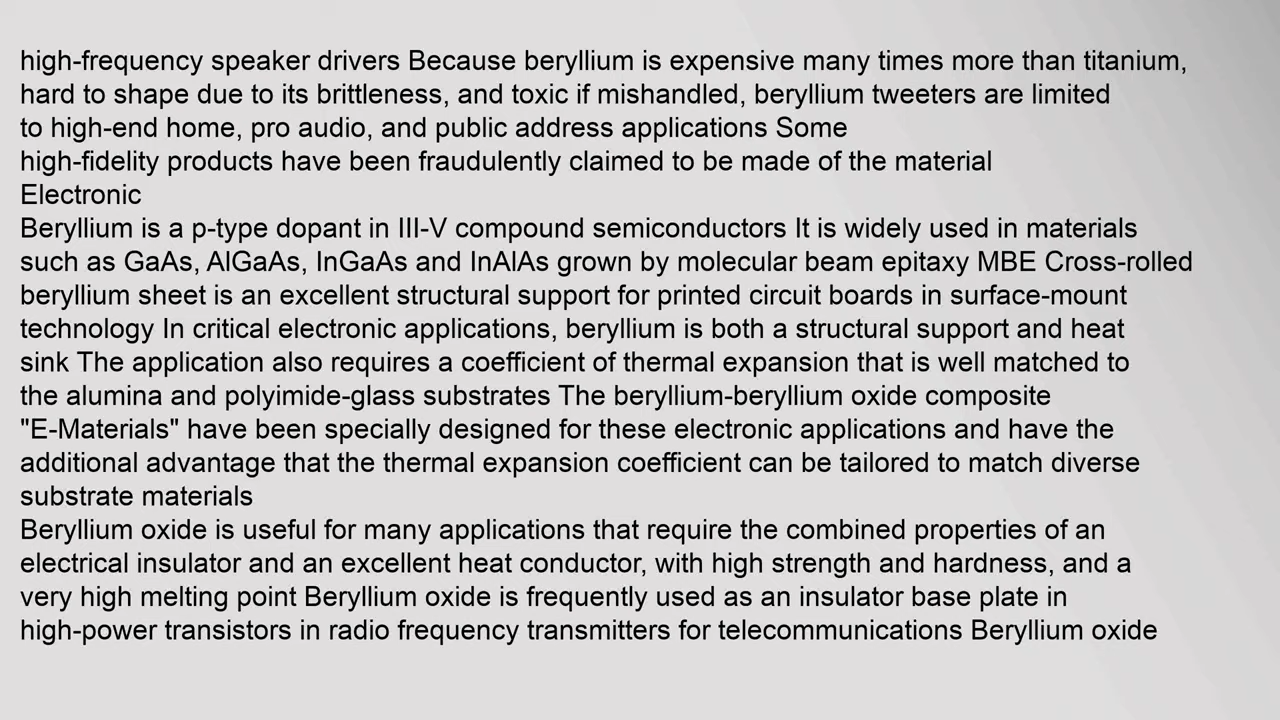 high-frequency speaker drivers Because beryllium is expensive many times more than titanium,
hard to shape due to its brittleness, and toxic if mishandled, beryllium tweeters are limited
to high-end home, pro audio, and public address applications Some
high-fidelity products have been fraudulently claimed to be made of the material
Electronic
Beryllium is a p-type dopant in III-V compound semiconductors It is widely used in materials
such as GaAs, AlGaAs, InGaAs and InAlAs grown by molecular beam epitaxy MBE Cross-rolled
beryllium sheet is an excellent structural support for printed circuit boards in surface-mount
technology In critical electronic applications, beryllium is both a structural support and heat
sink The application also requires a coefficient of thermal expansion that is well matched to
the alumina and polyimide-glass substrates The beryllium-beryllium oxide composite
"E-Materials" have been specially designed for these electronic applications and have the
additional advantage that the thermal expansion coefficient can be tailored to match diverse
substrate materials
Beryllium oxide is useful for many applications that require the combined properties of an
electrical insulator and an excellent heat conductor, with high strength and hardness, and a
very high melting point Beryllium oxide is frequently used as an insulator base plate in
high-power transistors in radio frequency transmitters for telecommunications Beryllium oxide